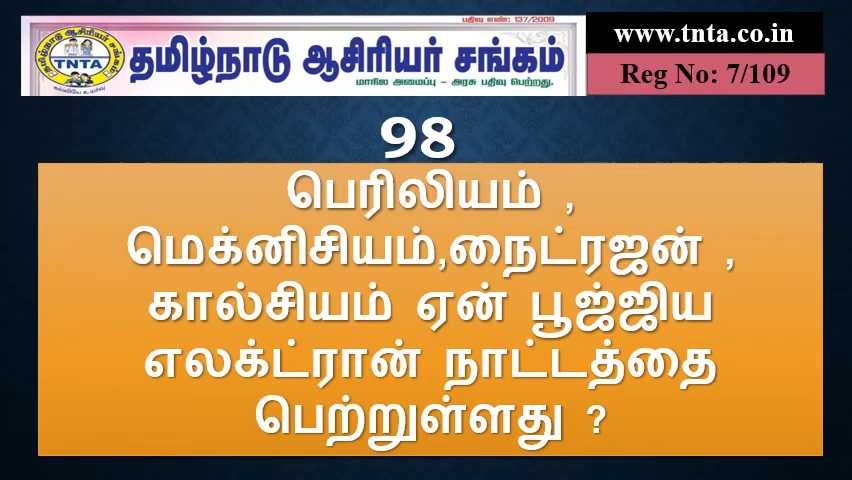 பதிவு எண்: 137/2009
தமிழ்நாடு ஆசிரியர் சங்கம்
மாநில அமைப்பு – அரசு பதிவு பெற்றது.
TNTA
www.tnta.co.in
Reg No: 7/109
98
பெரிலியம் ,
மெக்னிசியம்,நைட்ரஜன் ,
கால்சியம் ஏன் பூஜ்ஜிய
எலக்ட்ரான் நாட்டத்தை
பெற்றுள்ளது ?